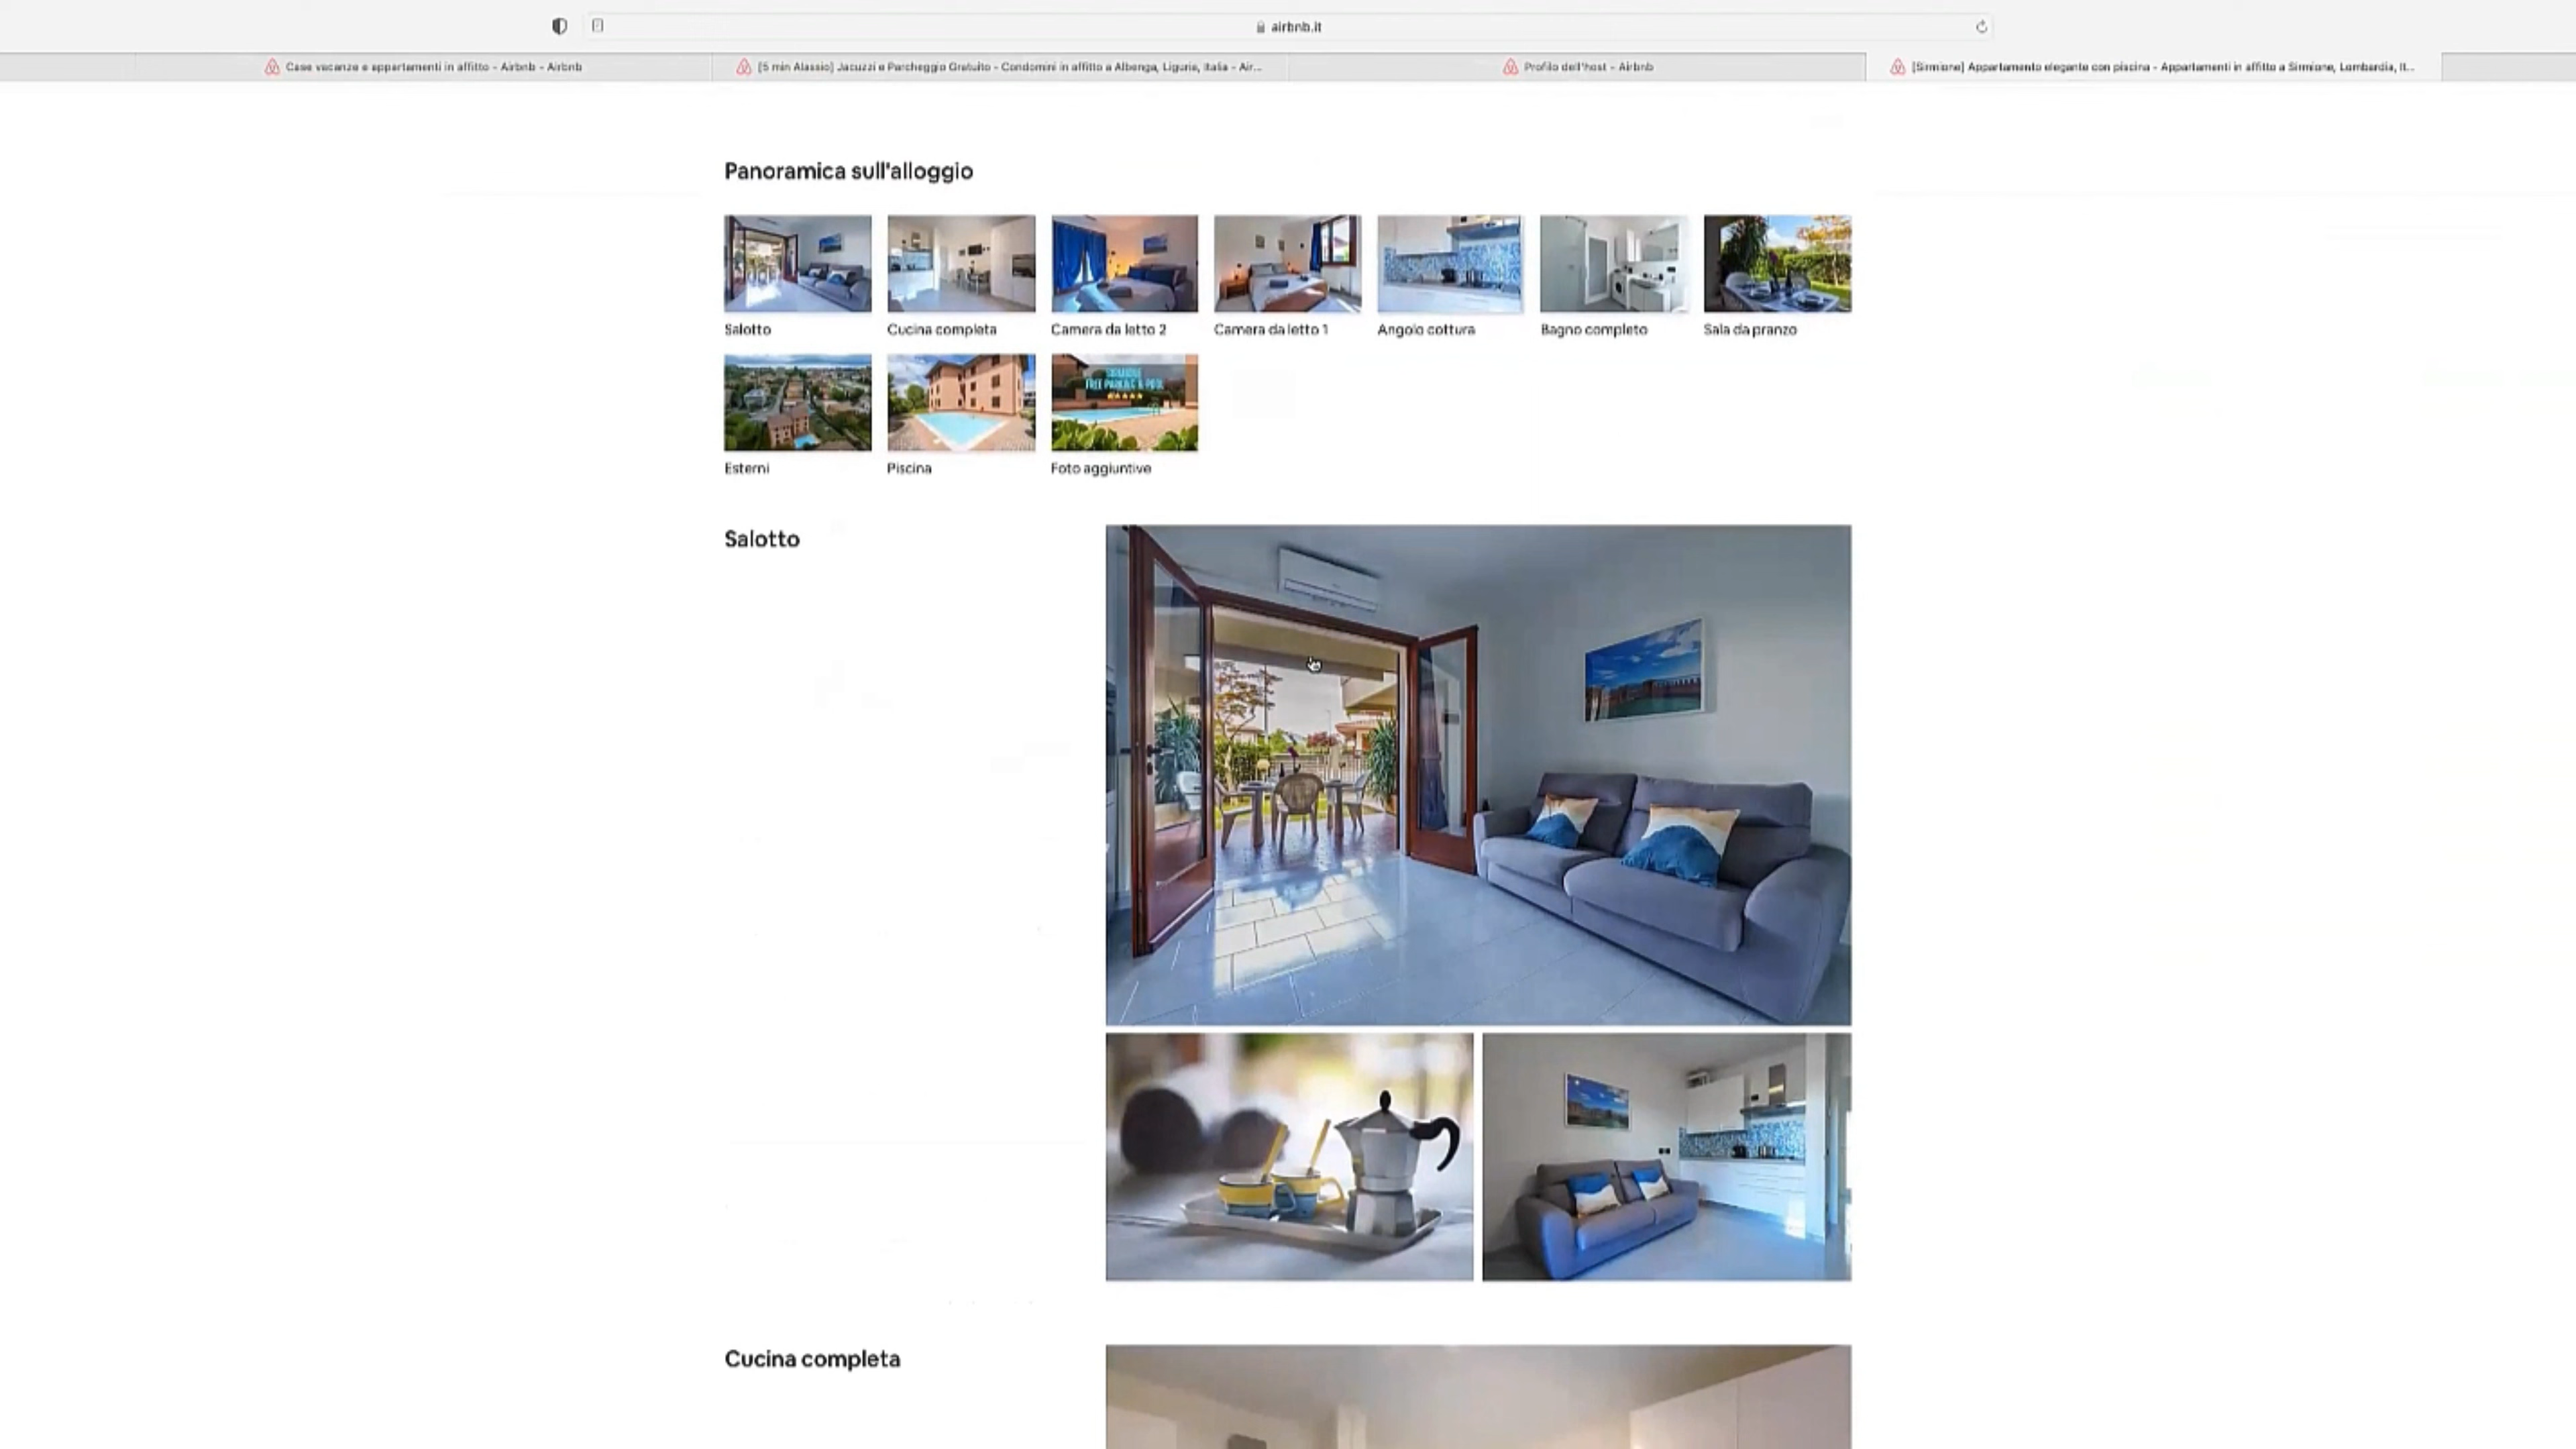 airbnb.it
Case vacanze e appartamenti in affitto - Airbnb - Airbnb
[5 min Alassio] Jacuzzi e Parcheggio Gratuito - Condomini in affitto a Albenga, Liguria, Italia - Air...
Profilo dell'host - Airbnb
[Sirmione] Appartamento elegante con piscina - Appartamenti in affitto a Sirmione, Lombardia, It...
Panoramica sull'alloggio
Salotto
Cucina completa
Camera da letto 2
Camera da letto 1
Angolo cottura
Bagno completo
Sala da pranzo
FREE PARKING & POOL
Esterni
Piscina
Foto aggiuntive
Salotto
Cucina completa